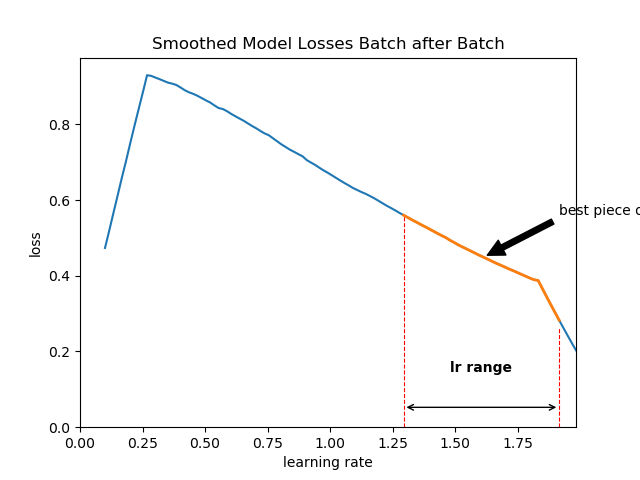 Smoothed Model Losses Batch after Batch
loss
0.8
0.6
0.4
0.2
0.0
best piece
lr range
0.00 0.25 0.50 0.75 1.00 1.25 1.50 1.75
learning rate